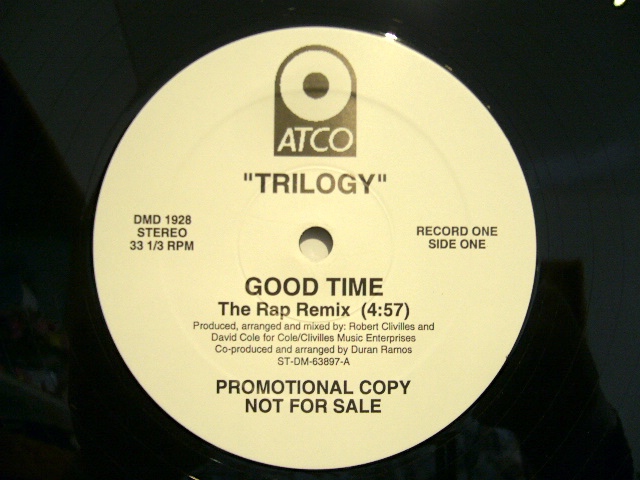 ATCO
"TRILOGY"
DMD 1928
STEREO
33 1/3 RPM
RECORD ONE
SIDE ONE
GOOD TIME
The Rap Remix (4:57)
Produced, arranged and mixed by: Robert Clivilles and
David Cole for Cole/Clivilles Music Enterprises
Co-produced and arranged by Duran Ramos
ST-DM-63897-A
PROMOTIONAL COPY
NOT FOR SALE